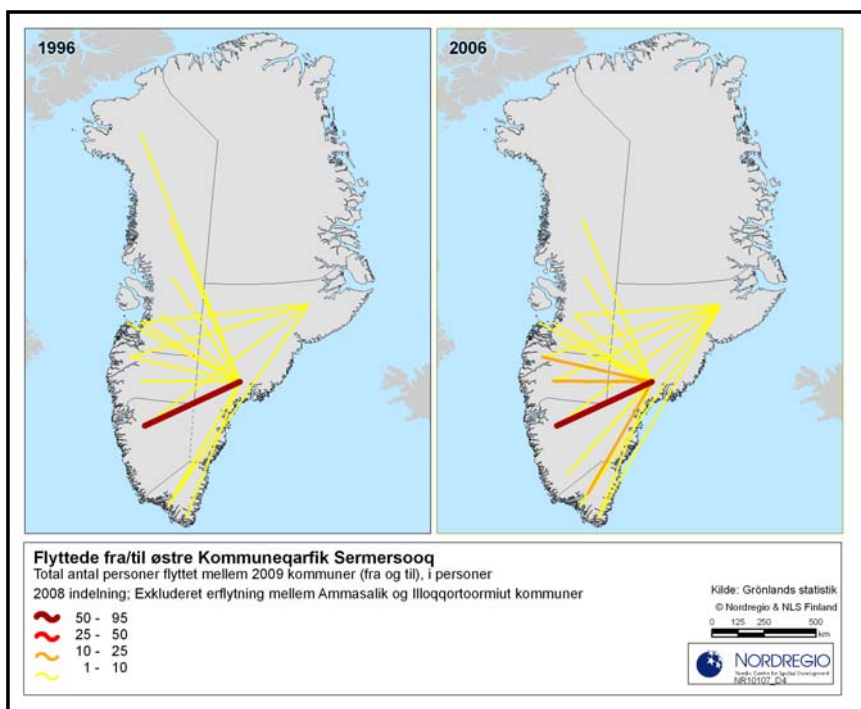 1996
2006
Flyttede fra/til østre Kommuneqarfik Sermersooq
Total antal personer flyttet mellem 2009 kommuner (fra og til), i personer
2008 indelning; Exkluderet erflytning mellem Ammasalik og Illoqqortoormiut kommuner
50 - 95
25 - 50
10 - 25
1 - 10
Kilde: Grönlands statistik
© Nordregio & NLS Finland
0 125 250 500
km
NORDREGIO
Nordic Centre for Spatial Development
NR10107_D4